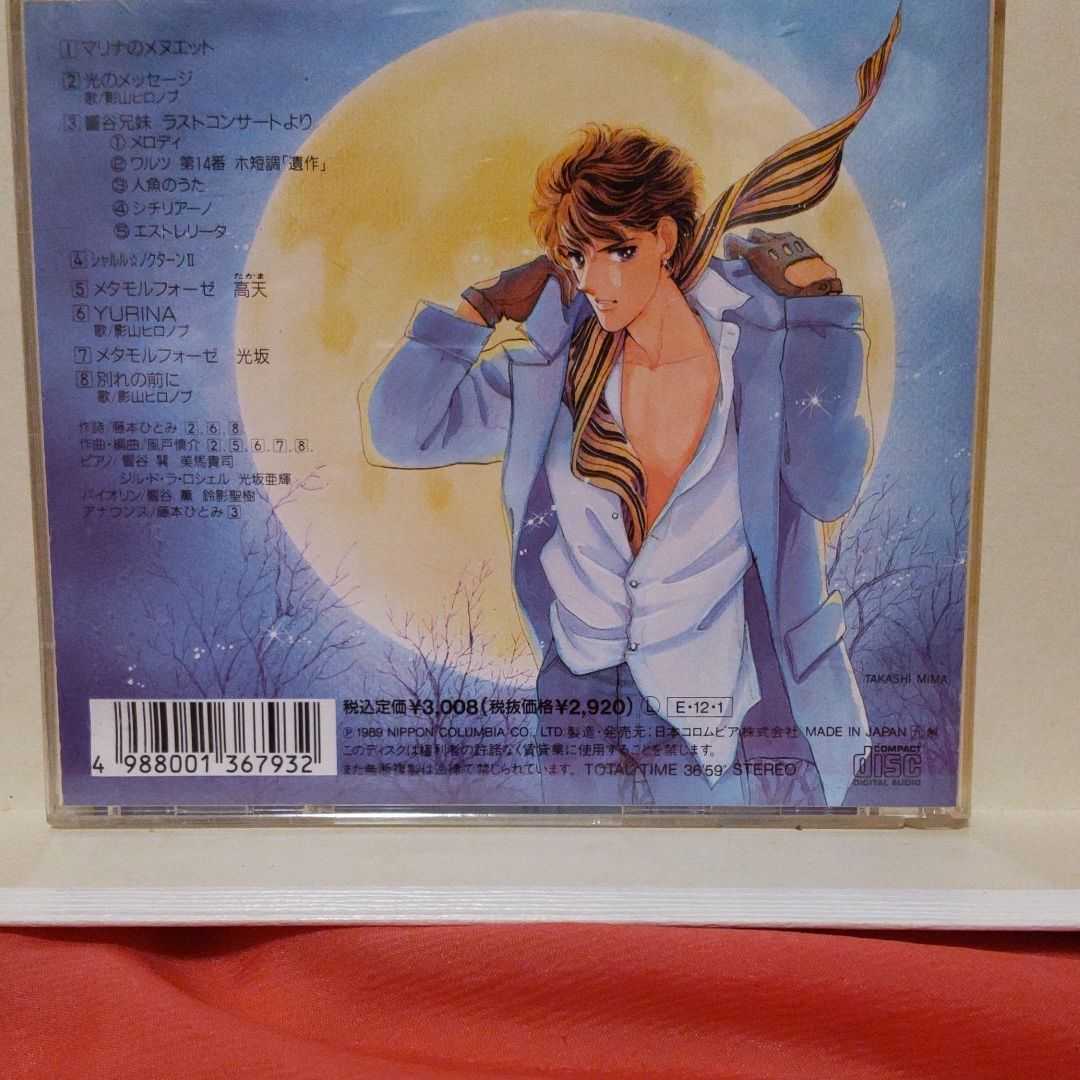 1 マリナのメヌエット
2 光のメッセージ
歌/影山ヒロノブ
3 響谷兄妹 ラストコンサートより
① メロディ
② ワルツ 第14番 ホ短調「遺作」
③ 人魚のうた
④ シチリアーノ
⑤ エストレリータ
4 シャルル☆ノクターンII
たかま
5 メタモルフォーゼ 高天
6 YURINA
歌/影山ヒロノブ
7 メタモルフォーゼ 光坂
8 別れの前に
歌/影山ヒロノブ
作詩/藤本ひとみ 2.6.8.
作曲・編曲/風戸慎介 2.5.6.7.8.
ピアノ/響谷 巽 美馬貴司
ジル・ド・ラ・ロシェル 光坂亜輝
バイオリン/響谷 薫 鈴影聖樹
アナウンス/藤本ひとみ 3
TAKASHI MIMA
税込定価¥3,008(税抜価格¥2,920) Ⓛ E・12・1
Ⓟ 1989 NIPPON COLUMBIA CO., LTD. 製造・発売元:日本コロムビア株式会社 MADE IN JAPAN
このディスクは権利者の許諾なく賃貸業に使用することを禁じます。
また無断複製は法律で禁じられています。 TOTAL TIME 36'59" STEREO
4 988001 367932
COMPACT
disc
DIGITAL AUDIO